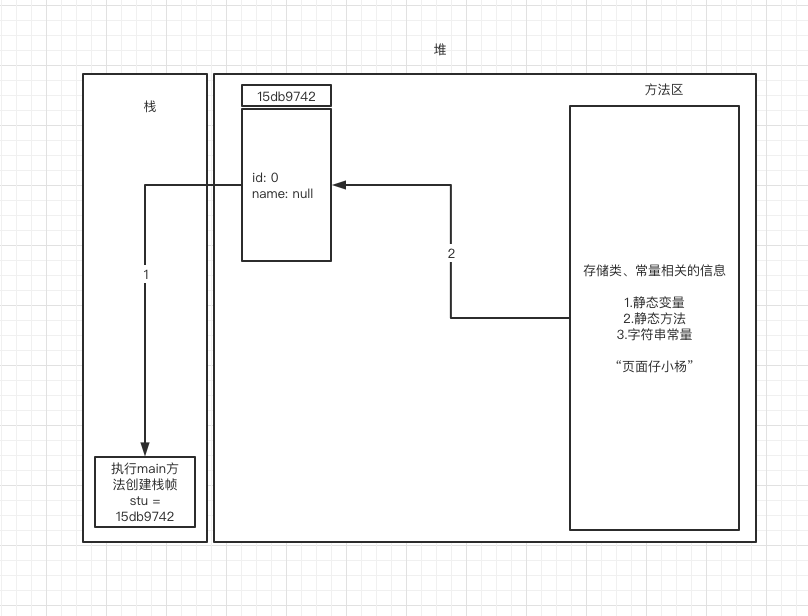 堆
栈
15db9742
方法区
id: 0
name: null
1
2
存储类、常量相关的信息
1.静态变量
2.静态方法
3.字符串常量
“页面仔小杨”
执行main方
法创建栈帧
stu =
15db9742